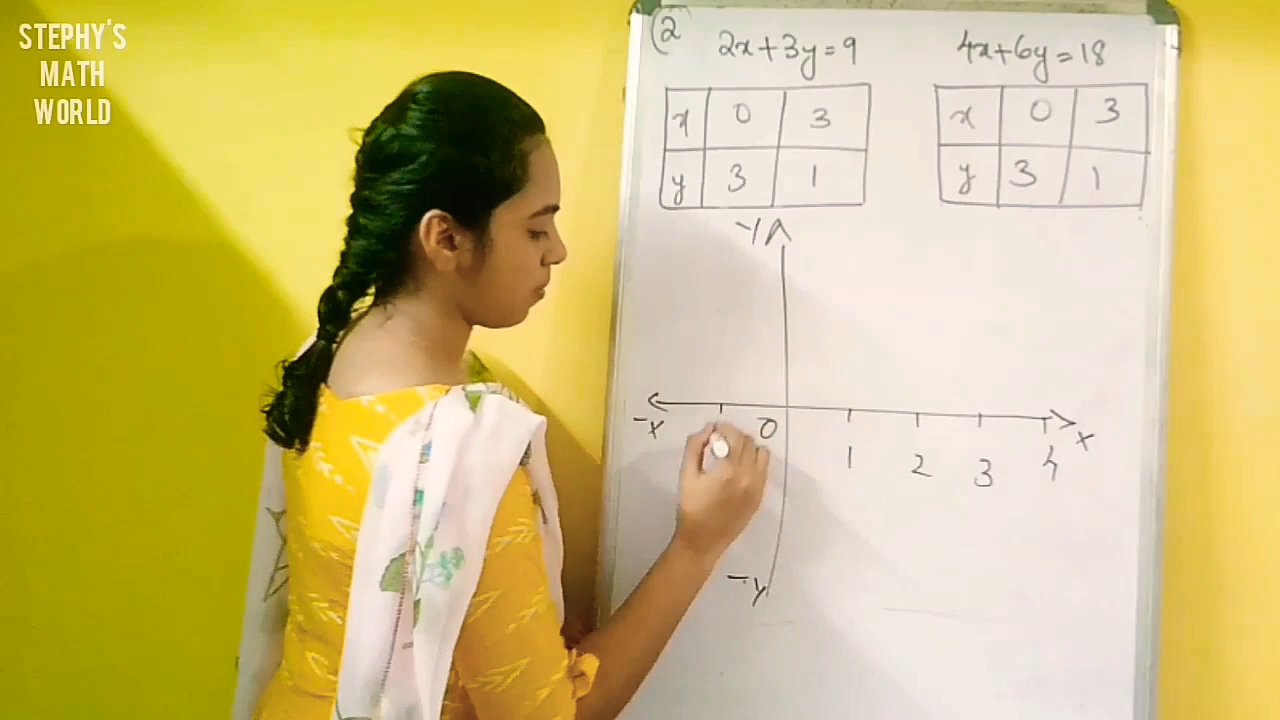 STEPHY'S
MATH
WORLD
(2
2x+3y=9
4x+6y=18
x 0 3
y 3 1
x 0 3
y 3 1
Y
-x 0 x
1 2 3 4
-y